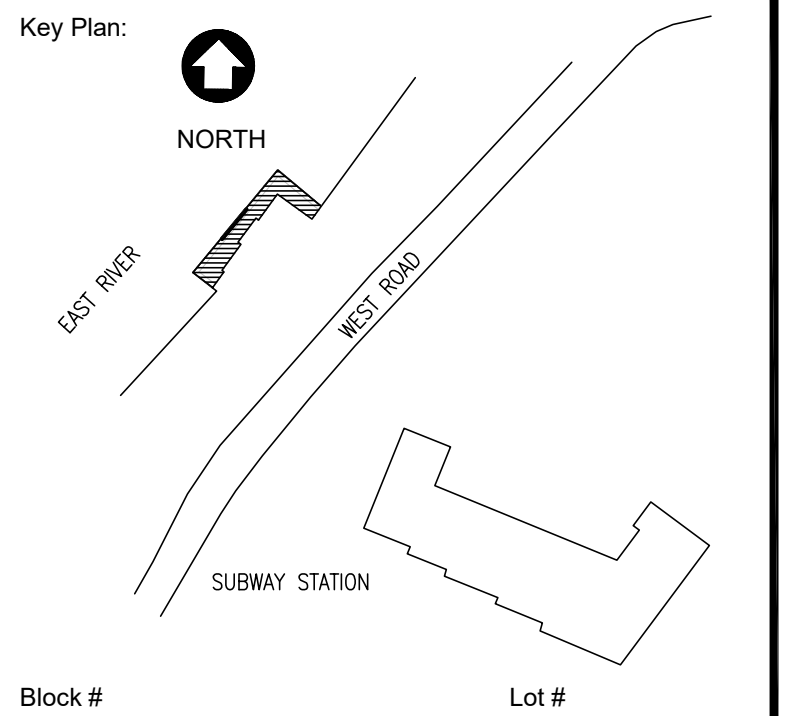 Key Plan:
NORTH
EAST RIVER
WEST ROAD
SUBWAY STATION
Block #
Lot #